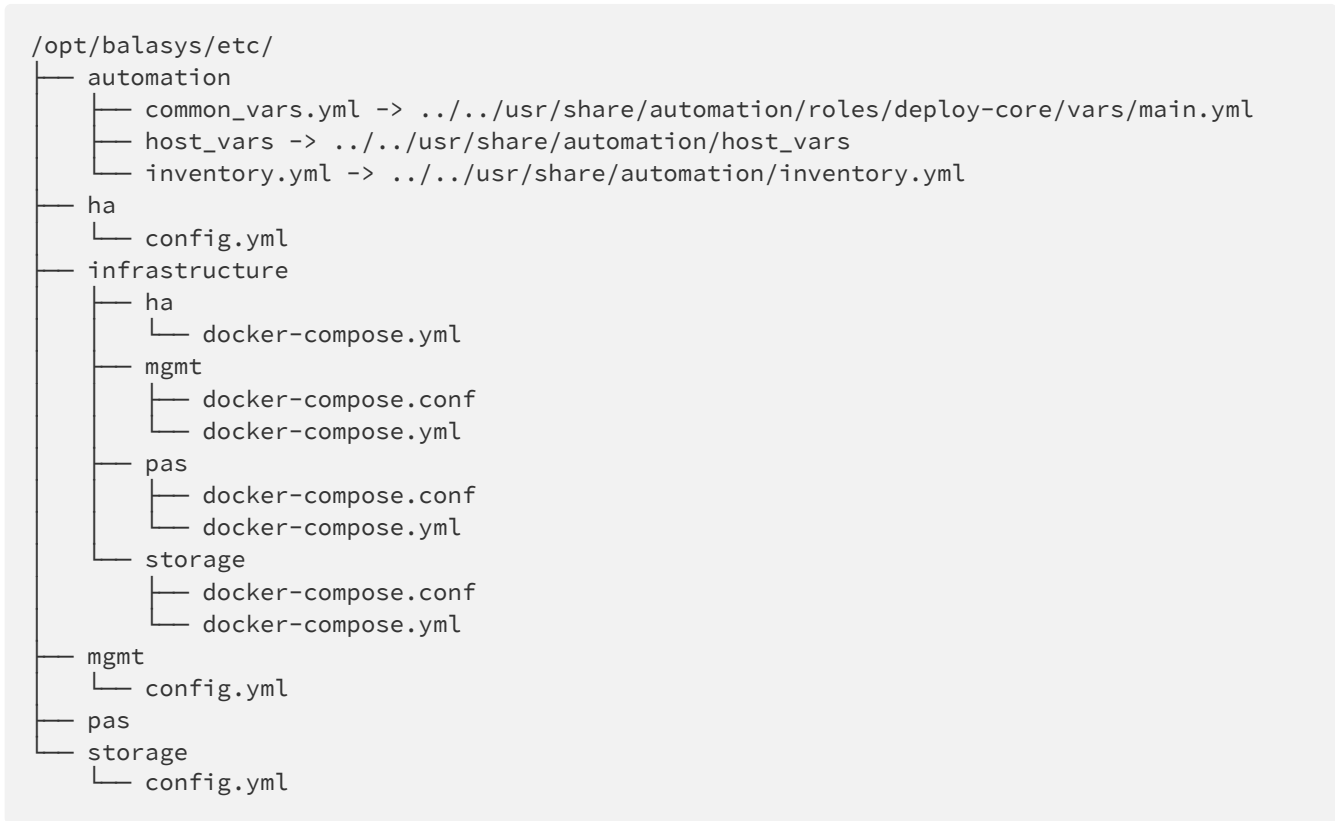 /opt/balasys/etc/
├── automation
│   ├── common_vars.yml -> ../../usr/share/automation/roles/deploy-core/vars/main.yml
│   ├── host_vars -> ../../usr/share/automation/host_vars
│   └── inventory.yml -> ../../usr/share/automation/inventory.yml
├── ha
│   └── config.yml
├── infrastructure
│   ├── ha
│   │   └── docker-compose.yml
│   ├── mgmt
│   │   ├── docker-compose.conf
│   │   └── docker-compose.yml
│   ├── pas
│   │   ├── docker-compose.conf
│   │   └── docker-compose.yml
│   └── storage
│       ├── docker-compose.conf
│       └── docker-compose.yml
├── mgmt
│   └── config.yml
├── pas
└── storage
    └── config.yml